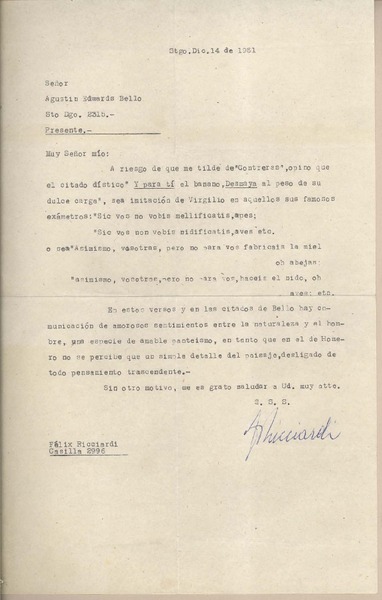 Stgo.Dic.14 de 1951
Señor
Agustin Edwards Bello
Sto Dgo. 2315.-
Presente.-
Muy Señor mío:
A riesgo de que me tilde de"Contreras",opino que
el citado dístico" Y para tí el banano,Desmaya al peso de su
dulce carga", sea imitación de Virgilio en aquellos sus famosos
exámetros:"Sic vos no vobis mellificatis,apes;
"Sic vos non vobis nidificatis,aves etc.
o sea"Asimismo, vosotras, pero no para vos fabricais la miel
oh abejas:
"asimismo, vosotras,pero no para vos,haceis el nido, oh
aves; etc.
En estos versos y en los citados de Bello hay co-
municación de amorosos sentimientos entre la naturaleza y el hom-
bre, una especie de amable panteismo, en tanto que en el de Home-
ro no se percibe que un simple detalle del paisaje,desligado de
todo pensamiento trascendente.-
Sin otro motivo, me es grato saludar a Ud. muy atte.
S. S. S.
FRicciardi
Félix Ricciardi
Casilla 2996